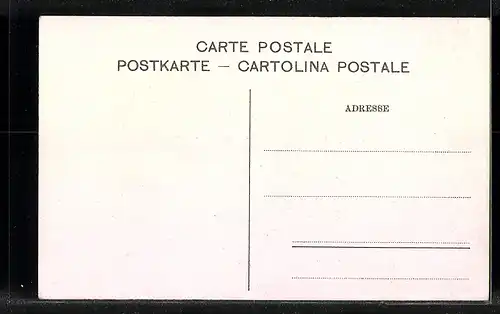 CARTE POSTALE
POSTKARTE — CARTOLINA POSTALE
ADRESSE